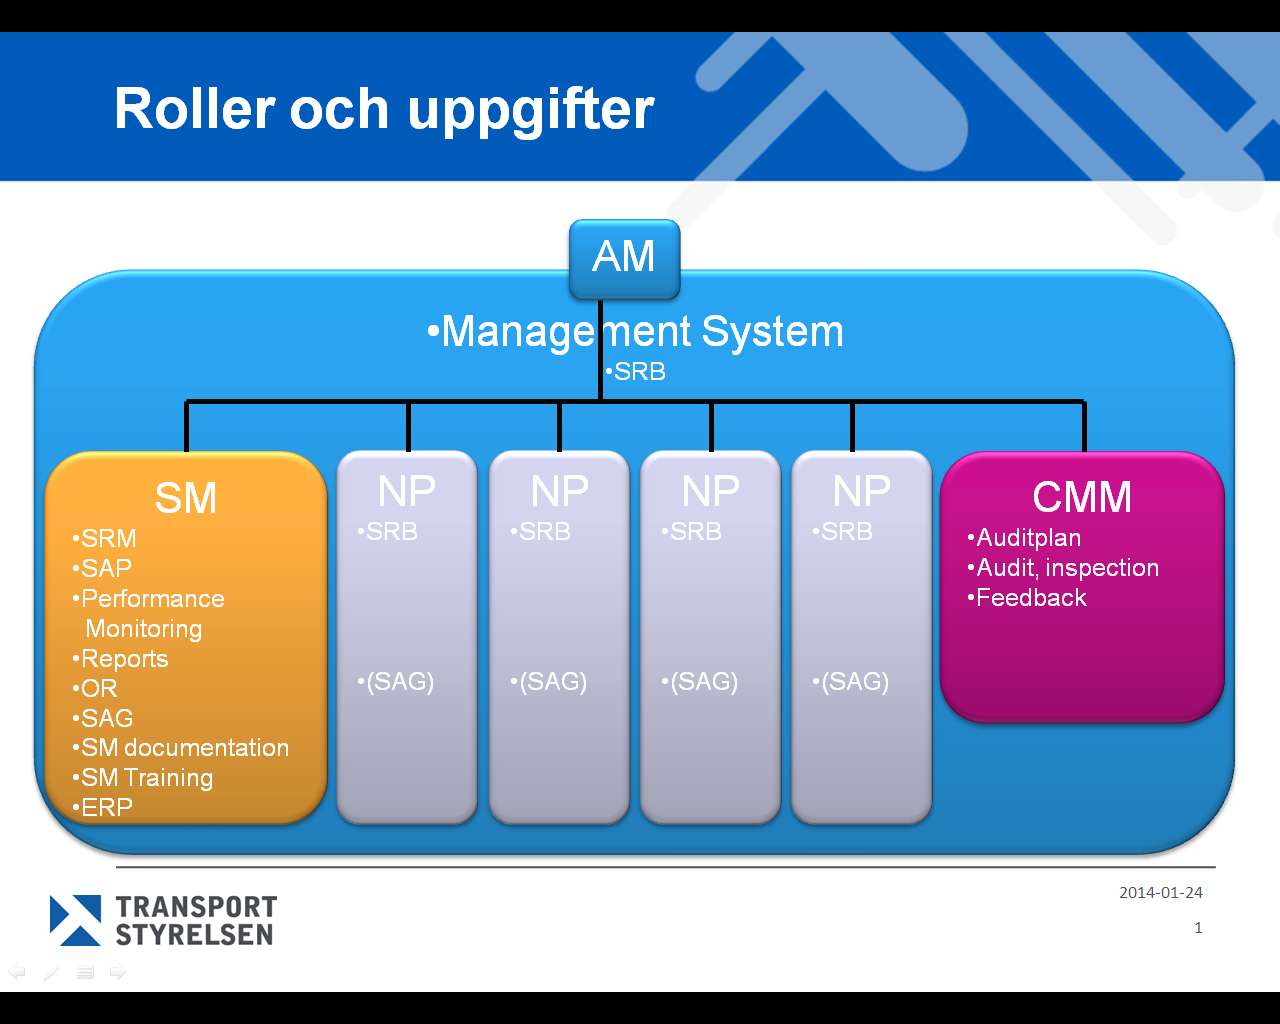 Roller och uppgifter
AM
•Management System
•SRB
SM
•SRM
•SAP
•Performance
Monitoring
•Reports
•OR
•SAG
•SM documentation
•SM Training
•ERP
NP
•SRB
•(SAG)
NP
•SRB
•(SAG)
NP
•SRB
•(SAG)
NP
•SRB
•(SAG)
CMM
•Auditplan
•Audit, inspection
•Feedback
TRANSPORT
STYRELSEN
2014-01-24
1